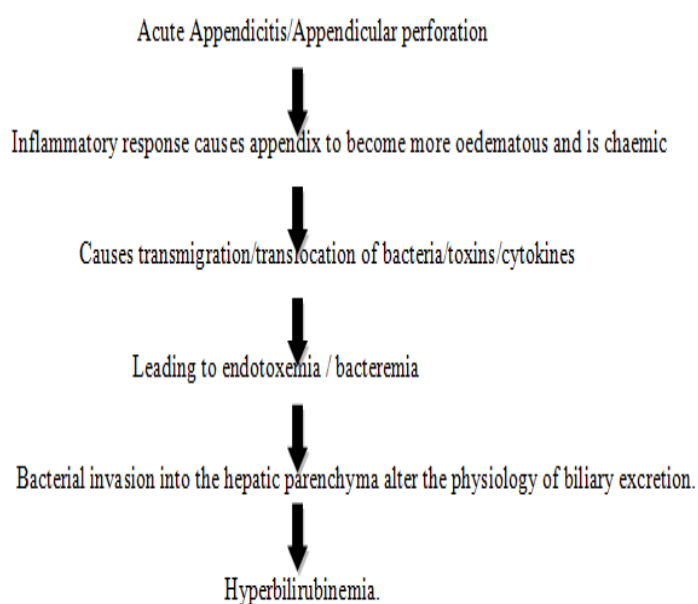 Acute Appendicitis/Appendicular perforation
Inflammatory response causes appendix to become more oedematous and is chaemic
Causes transmigration/translocation of bacteria/toxins/cytokines
Leading to endotoxemia / bacteremia
Bacterial invasion into the hepatic parenchyma alter the physiology of biliary excretion.
Hyperbilirubinemia.